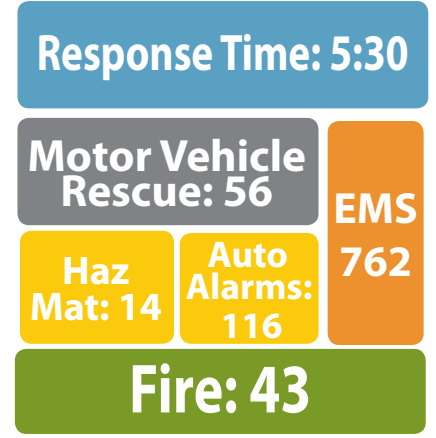 Response Time: 5:30
Motor Vehicle
Rescue: 56
EMS
762
Haz
Mat: 14
Auto
Alarms:
116
Fire: 43